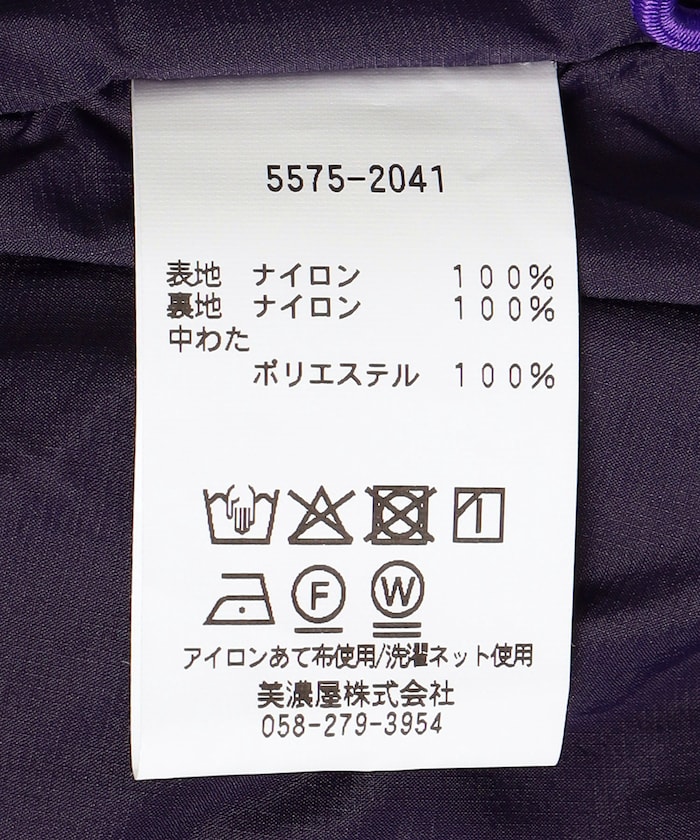 5575-2041
表地 ナイロン 100%
裏地 ナイロン 100%
中わた
ポリエステル 100%
F W
アイロンあて布使用/洗濯ネット使用
美濃屋株式会社
058-279-3954